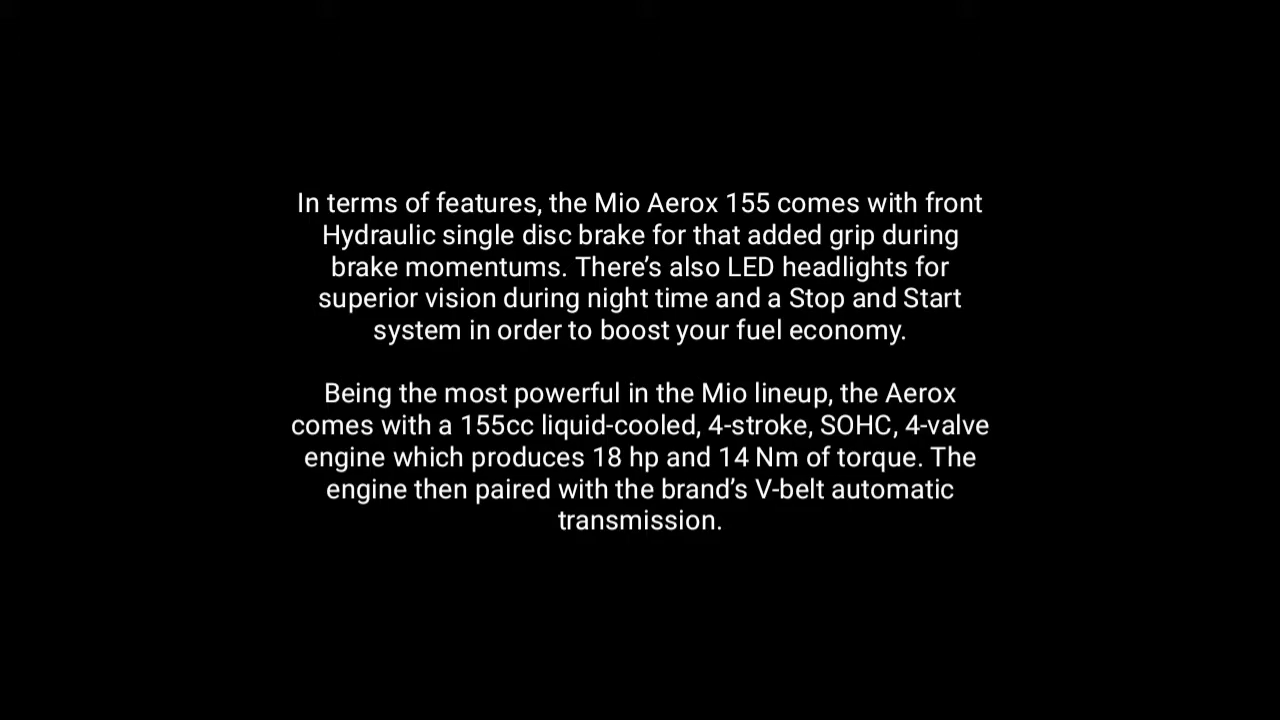 In terms of features, the Mio Aerox 155 comes with front
Hydraulic single disc brake for that added grip during
brake momentums. There’s also LED headlights for
superior vision during night time and a Stop and Start
system in order to boost your fuel economy.
Being the most powerful in the Mio lineup, the Aerox
comes with a 155cc liquid-cooled, 4-stroke, SOHC, 4-valve
engine which produces 18 hp and 14 Nm of torque. The
engine then paired with the brand’s V-belt automatic
transmission.